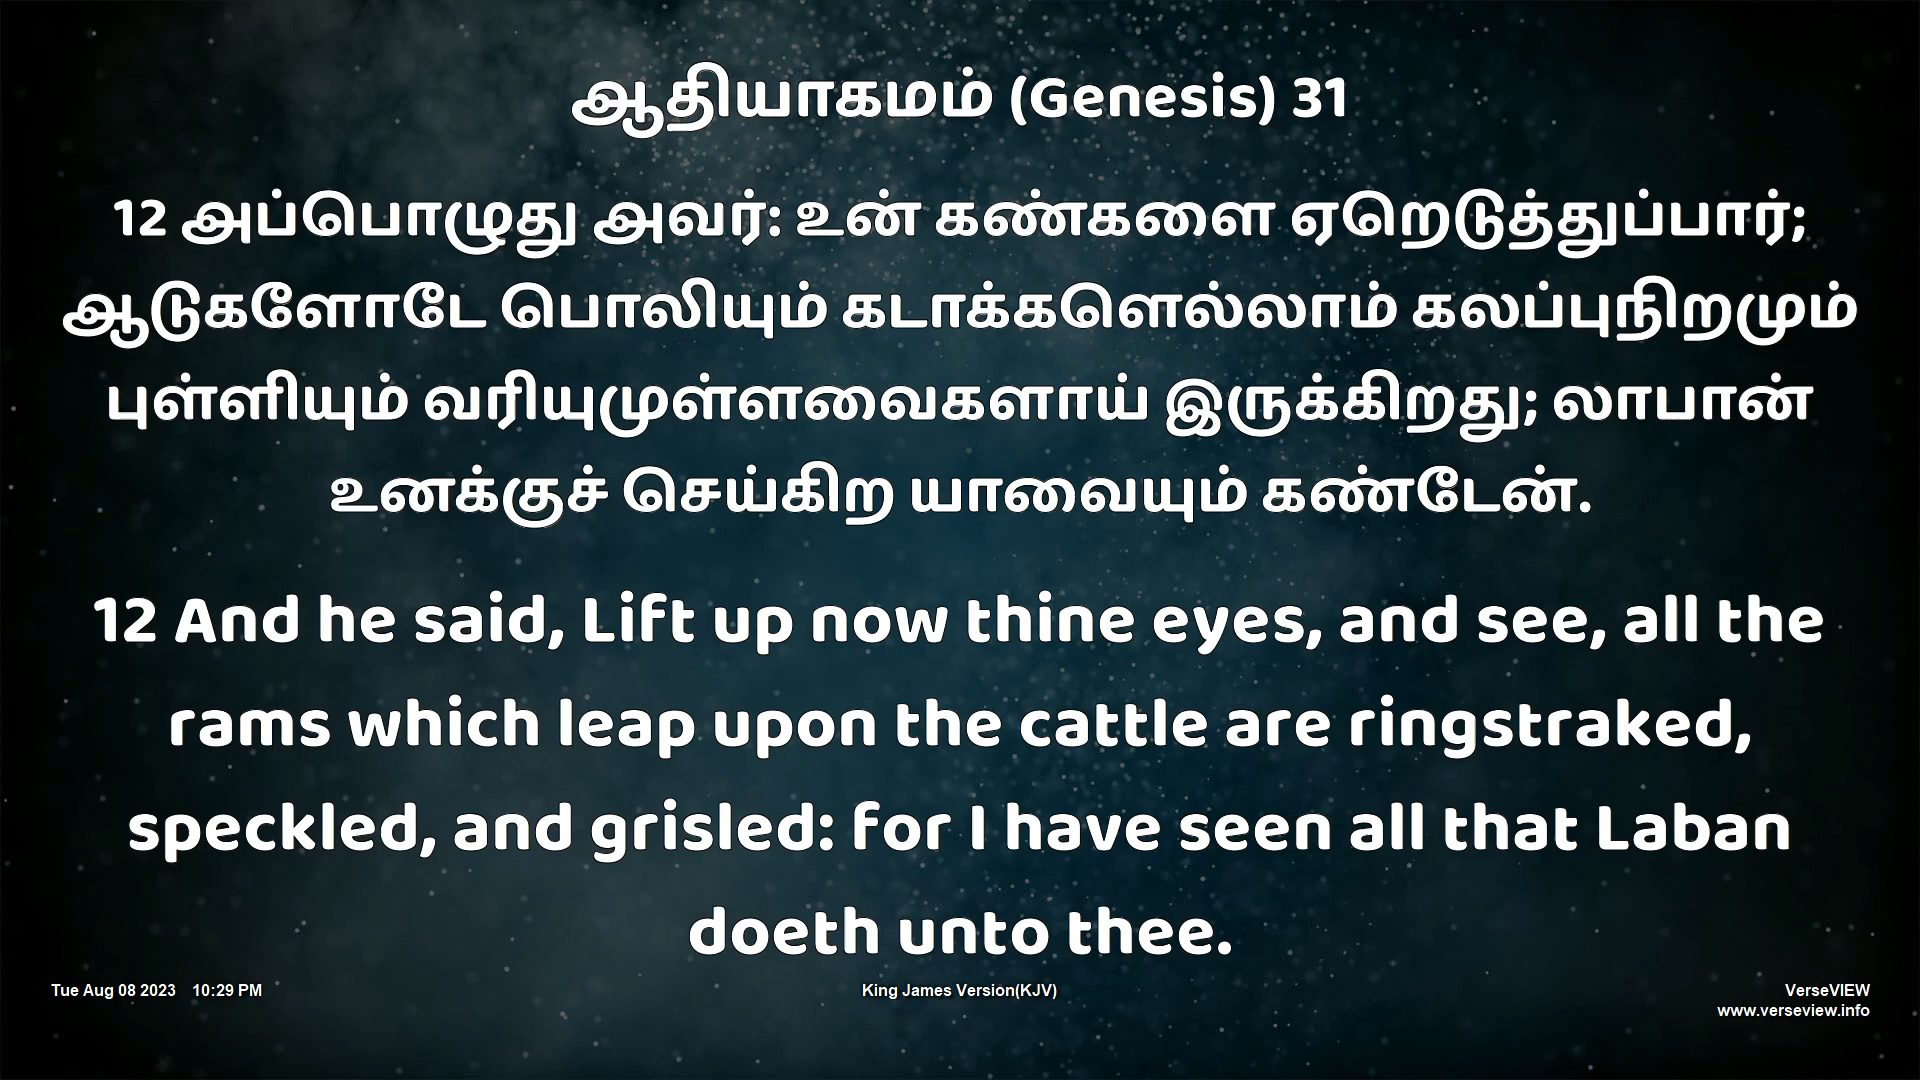 ஆதியாகமம் (Genesis) 31
12 அப்பொழுது அவர்: உன் கண்களை ஏறெடுத்துப்பார்;
ஆடுகளோடே பொலியும் கடாக்களெல்லாம் கலப்புநிறமும்
புள்ளியும் வரியுமுள்ளவைகளாய் இருக்கிறது; லாபான்
உனக்குச் செய்கிற யாவையும் கண்டேன்.
12 And he said, Lift up now thine eyes, and see, all the
rams which leap upon the cattle are ringstraked,
speckled, and grisled: for I have seen all that Laban
doeth unto thee.
Tue Aug 08 2023 10:29 PM
King James Version(KJV)
VerseVIEW
www.verseview.info